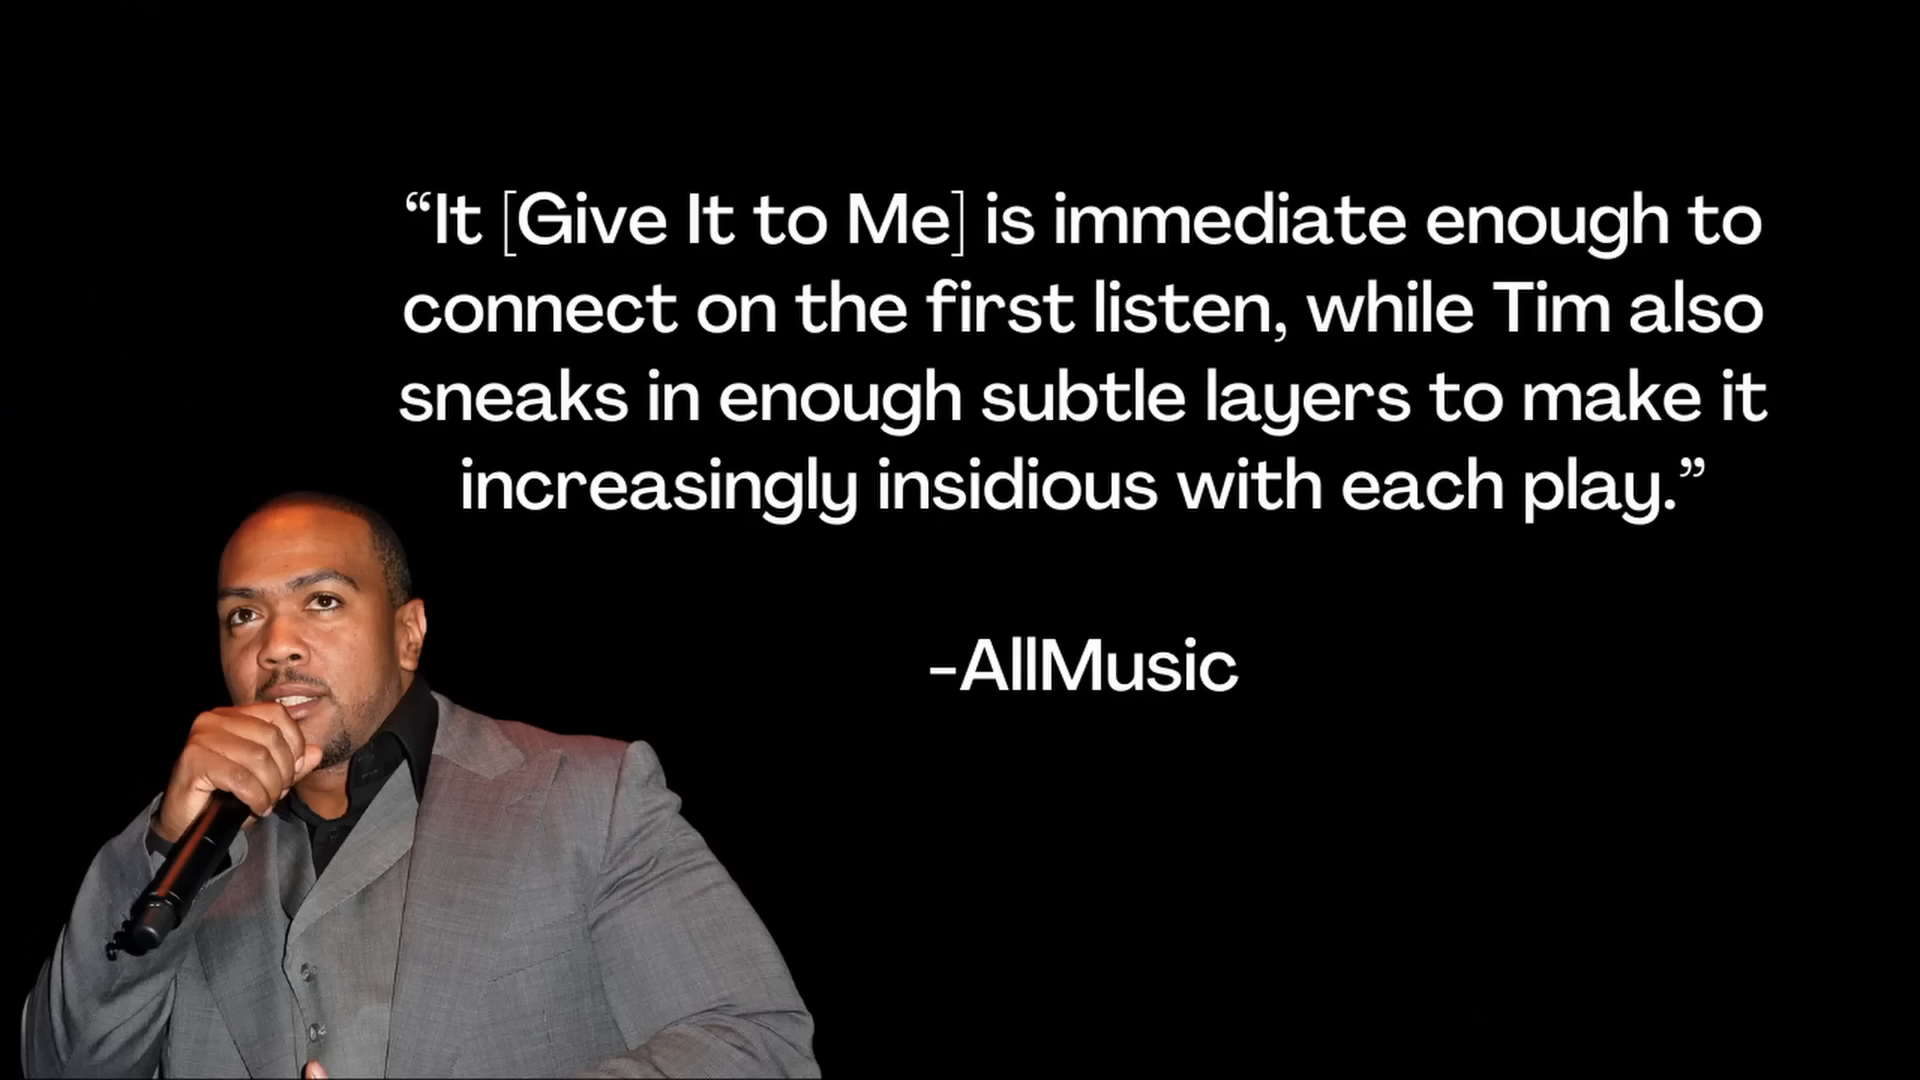 “It [Give It to Me] is immediate enough to
connect on the first listen, while Tim also
sneaks in enough subtle layers to make it
increasingly insidious with each play.”
-AllMusic